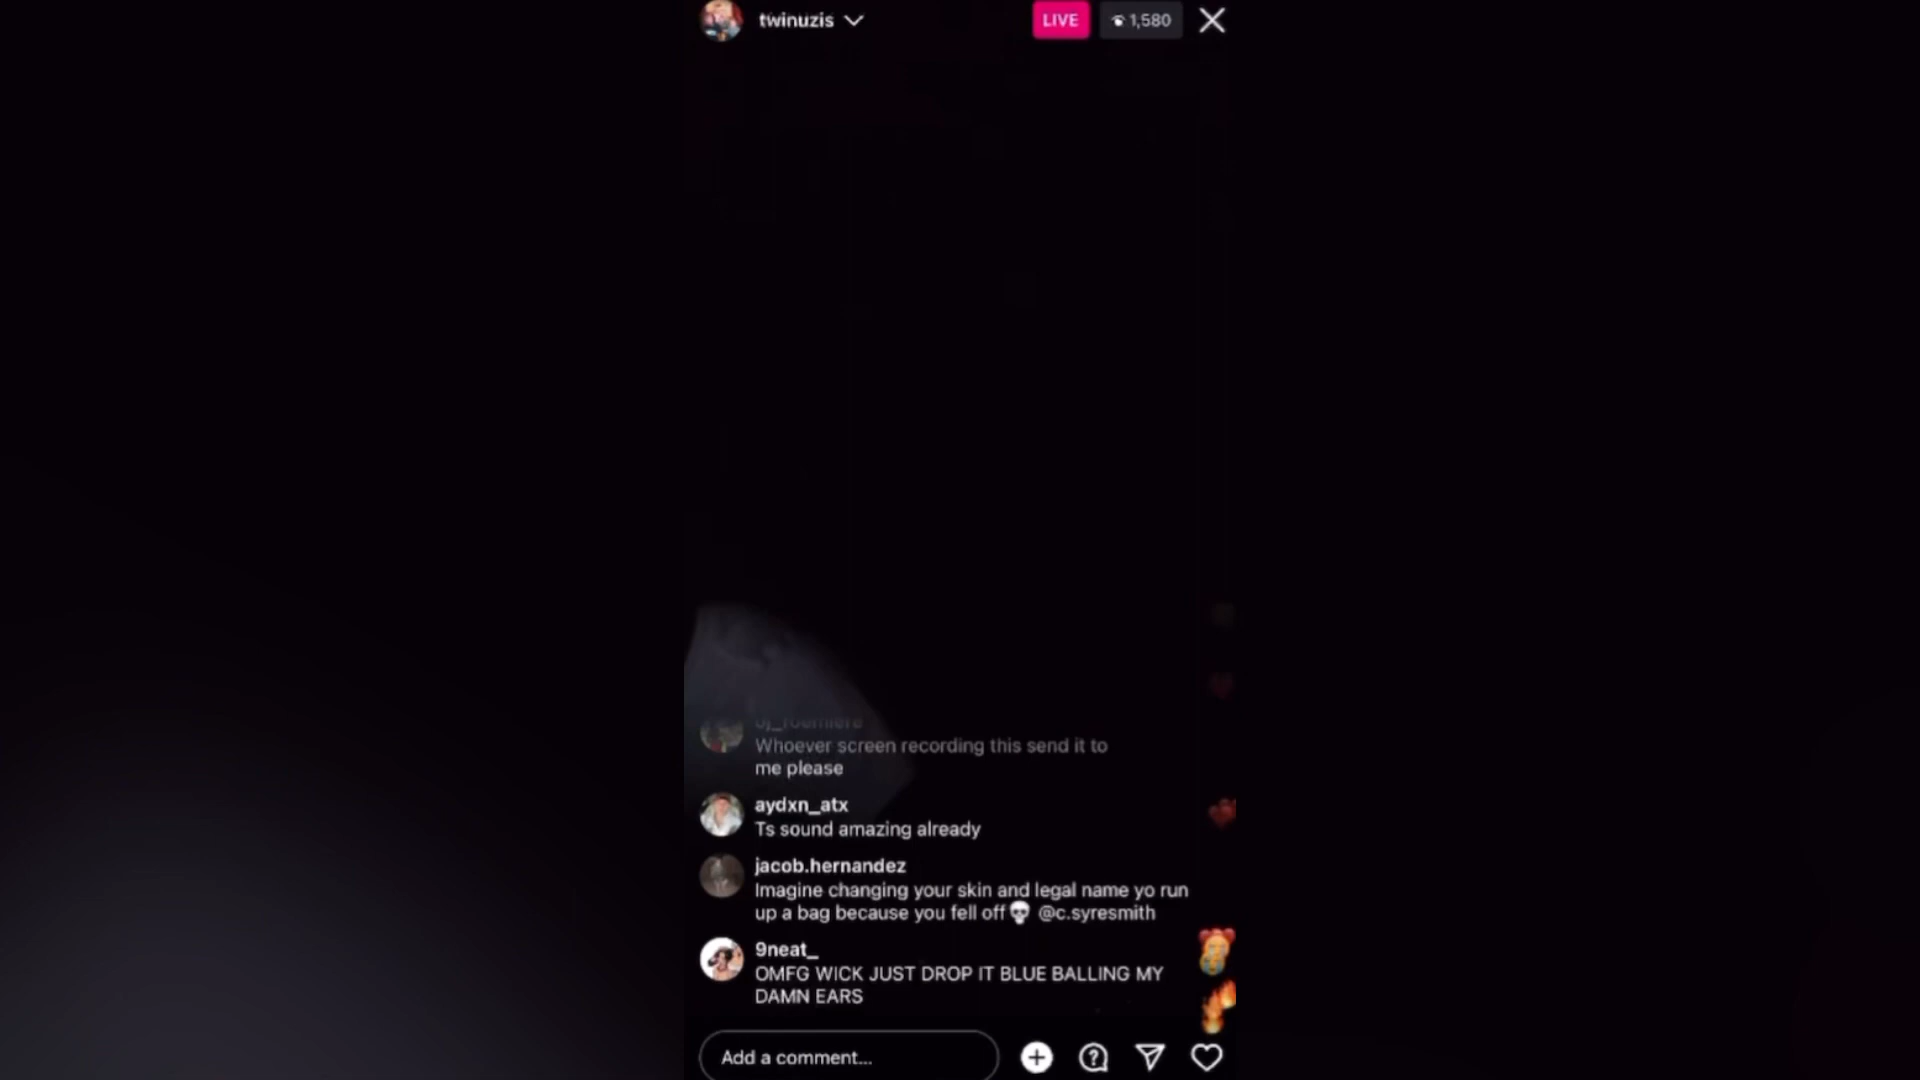 twinuzis
LIVE
1,580
Whoever screen recording this send it to
me please
aydxn_atx
Ts sound amazing already
jacob.hernandez
Imagine changing your skin and legal name yo run
up a bag because you fell off💀 @c.syresmith
9neat_
OMFG WICK JUST DROP IT BLUE BALLING MY
DAMN EARS
Add a comment...